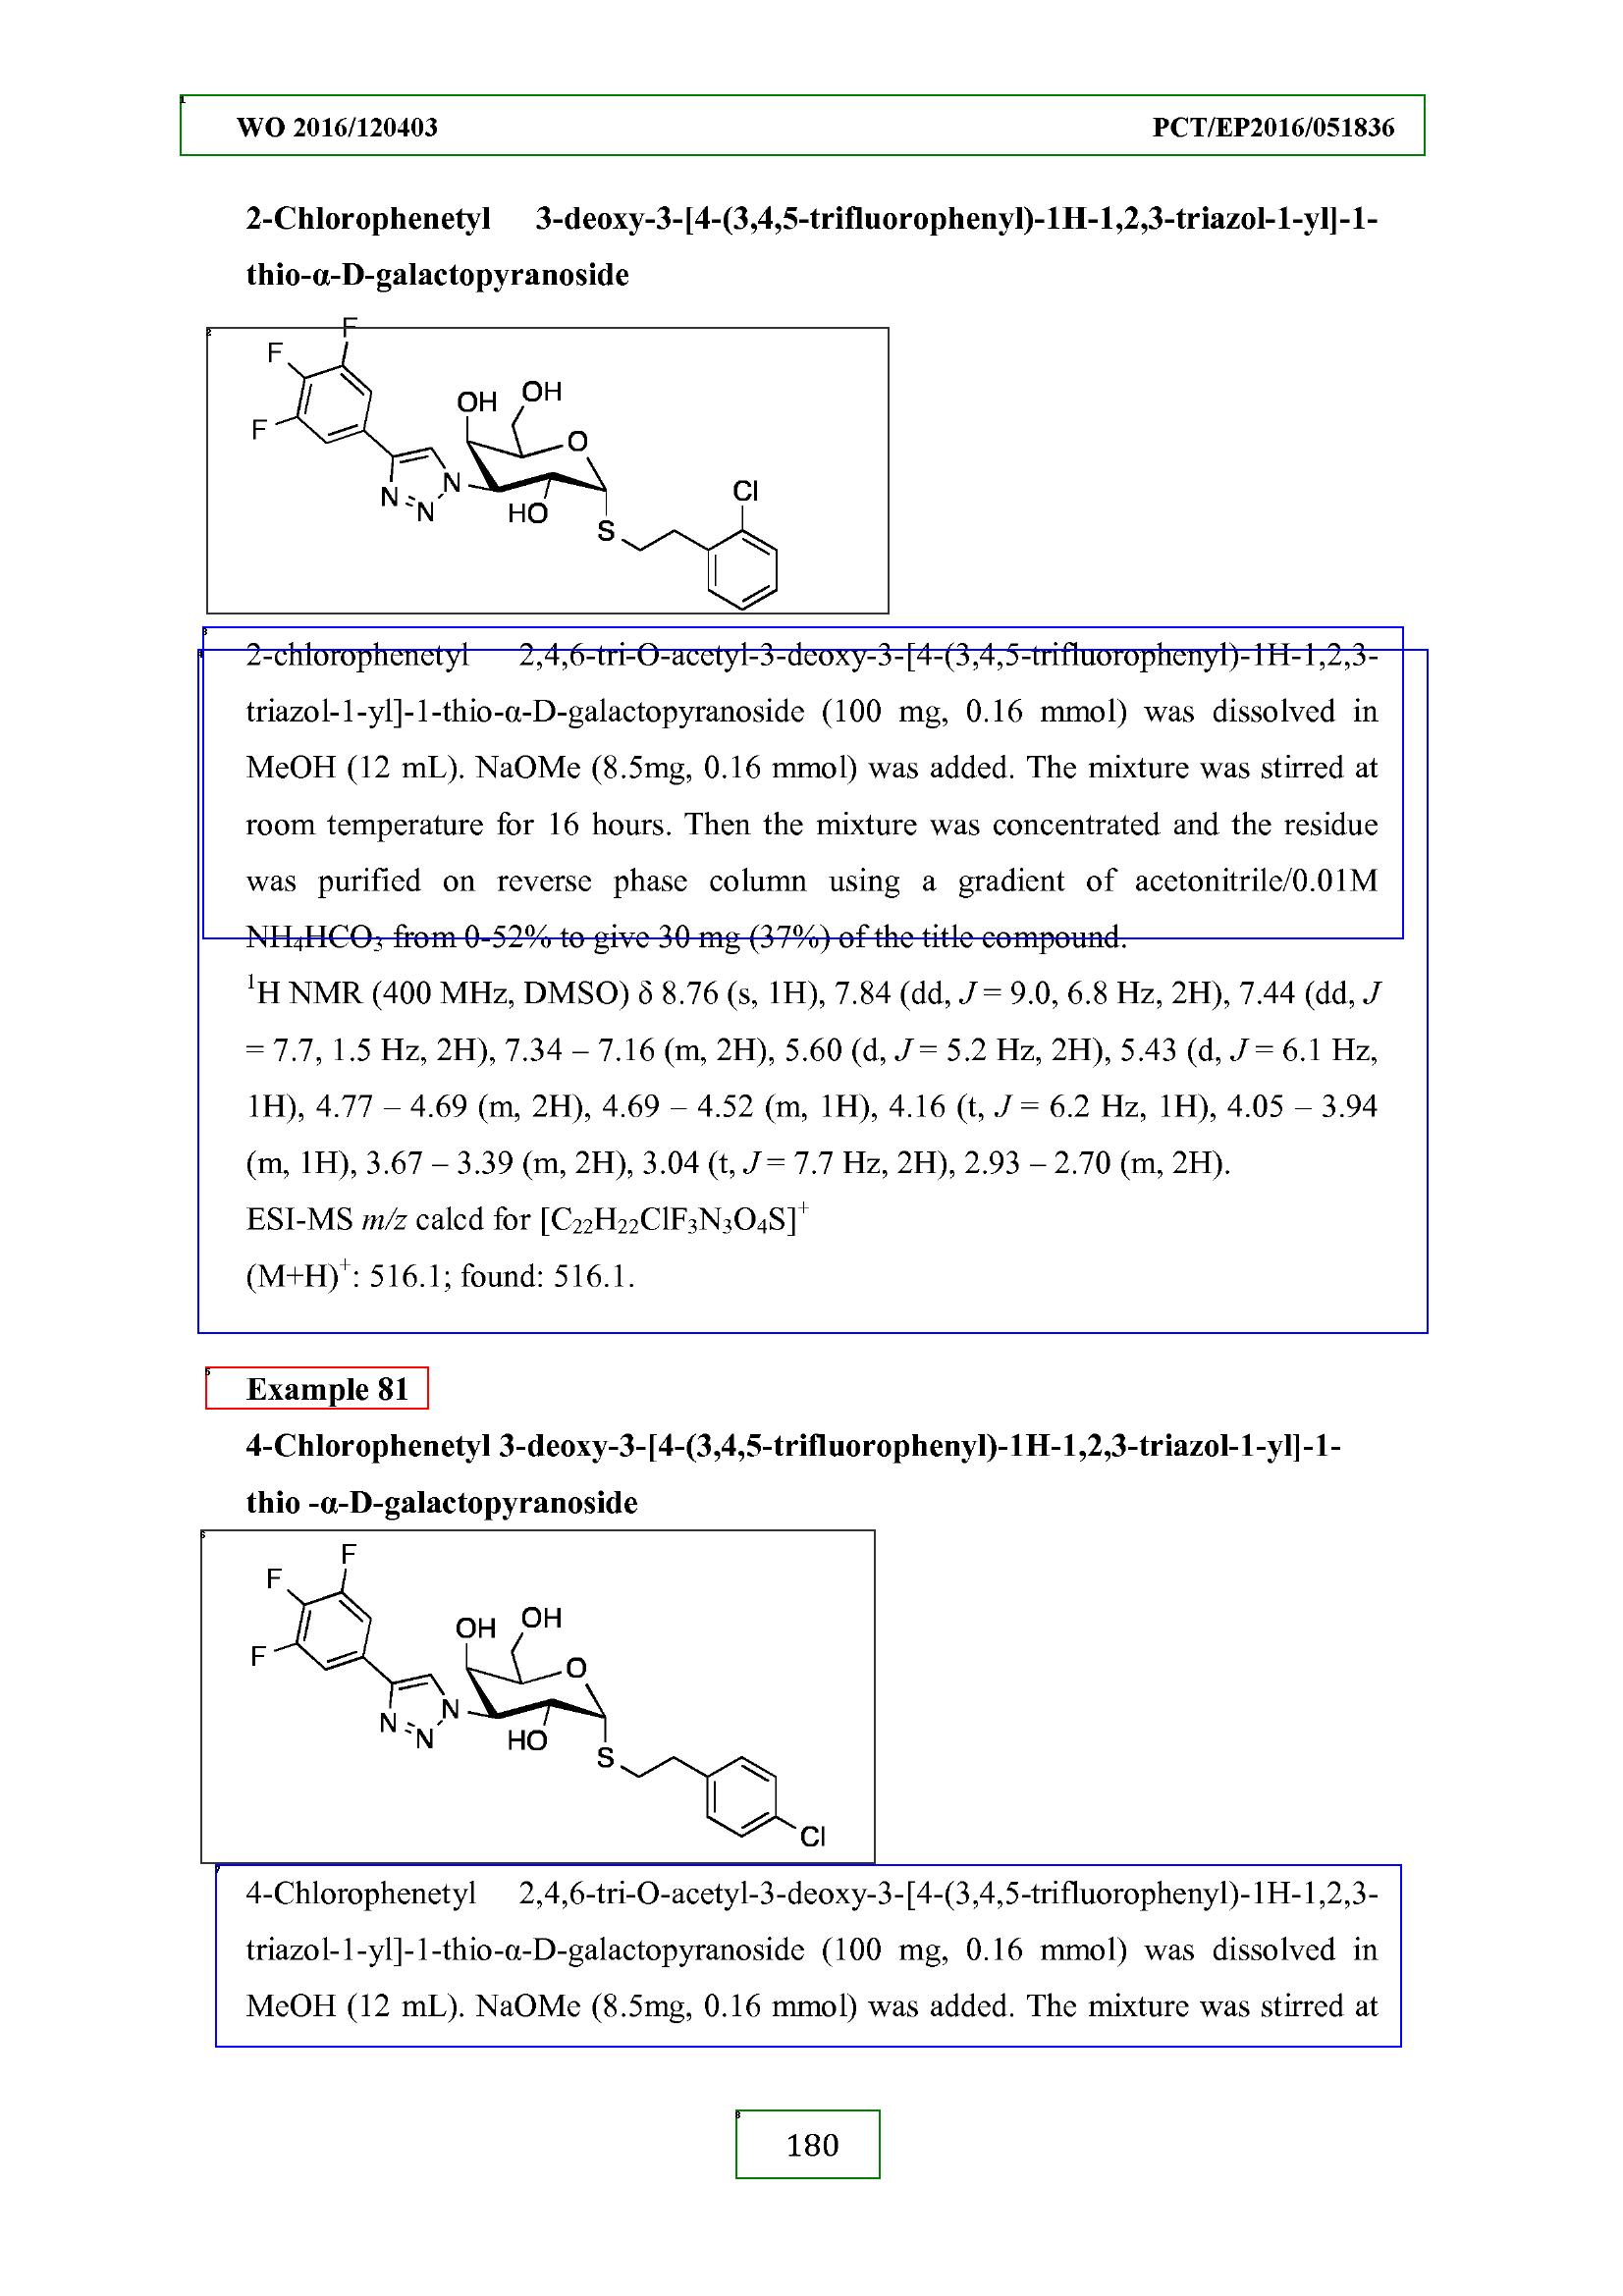 WO 2016/120403 PCT/EP2016/051836
2-Chlorophenetyl 3-deoxy-3-[4-(3,4,5-trifluorophenyl)-1H-1,2,3-triazol-1-yl]-1-
thio-α-D-galactopyranoside
F
F
F
OH
OH
O
N
N
N
HO
S
Cl
2-chlorophenetyl 2,4,6-tri-O-acetyl-3-deoxy-3-[4-(3,4,5-trifluorophenyl)-1H-1,2,3-
triazol-1-yl]-1-thio-α-D-galactopyranoside (100 mg, 0.16 mmol) was dissolved in
MeOH (12 mL). NaOMe (8.5mg, 0.16 mmol) was added. The mixture was stirred at
room temperature for 16 hours. Then the mixture was concentrated and the residue
was purified on reverse phase column using a gradient of acetonitrile/0.01M
NH₄HCO₃ from 0-52% to give 30 mg (37%) of the title compound.
¹H NMR (400 MHz, DMSO) δ 8.76 (s, 1H), 7.84 (dd, J = 9.0, 6.8 Hz, 2H), 7.44 (dd, J
= 7.7, 1.5 Hz, 2H), 7.34 – 7.16 (m, 2H), 5.60 (d, J = 5.2 Hz, 2H), 5.43 (d, J = 6.1 Hz,
1H), 4.77 – 4.69 (m, 2H), 4.69 – 4.52 (m, 1H), 4.16 (t, J = 6.2 Hz, 1H), 4.05 – 3.94
(m, 1H), 3.67 – 3.39 (m, 2H), 3.04 (t, J = 7.7 Hz, 2H), 2.93 – 2.70 (m, 2H).
ESI-MS m/z calcd for [C₂₂H₂₂ClF₃N₃O₄S]⁺
(M+H)⁺: 516.1; found: 516.1.
Example 81
4-Chlorophenetyl 3-deoxy-3-[4-(3,4,5-trifluorophenyl)-1H-1,2,3-triazol-1-yl]-1-
thio -α-D-galactopyranoside
F
F
F
OH
OH
O
N
N
N
HO
S
Cl
4-Chlorophenetyl 2,4,6-tri-O-acetyl-3-deoxy-3-[4-(3,4,5-trifluorophenyl)-1H-1,2,3-
triazol-1-yl]-1-thio-α-D-galactopyranoside (100 mg, 0.16 mmol) was dissolved in
MeOH (12 mL). NaOMe (8.5mg, 0.16 mmol) was added. The mixture was stirred at
180